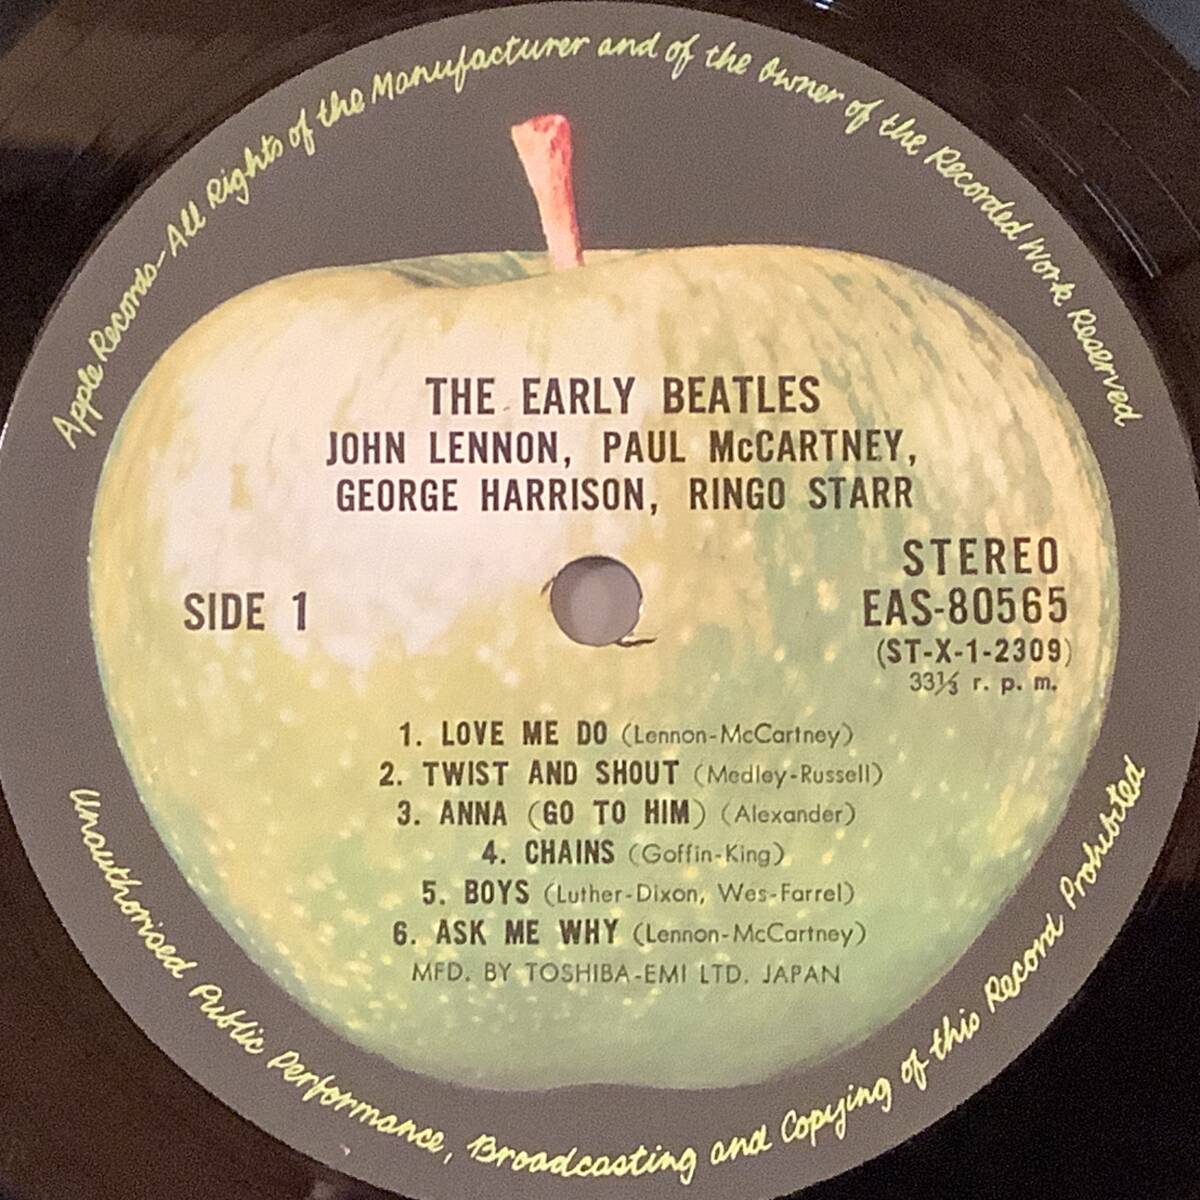 Apple Records-All Rights of the Manufacturer and of the Owner of the Recorded Work Reserved
THE EARLY BEATLES
JOHN LENNON, PAUL McCARTNEY,
GEORGE HARRISON, RINGO STARR
STEREO
SIDE 1
EAS-80565
(ST-X-1-2309)
33⅓ r. p. m.
1. LOVE ME DO (Lennon-McCartney)
2. TWIST AND SHOUT (Medley-Russell)
3. ANNA (GO TO HIM) (Alexander)
4. CHAINS (Goffin-King)
5. BOYS (Luther-Dixon, Wes-Farrel)
6. ASK ME WHY (Lennon-McCartney)
MFD. BY TOSHIBA-EMI LTD. JAPAN
Unauthorised Public Performance, Broadcasting and Copying of this Record Prohibited